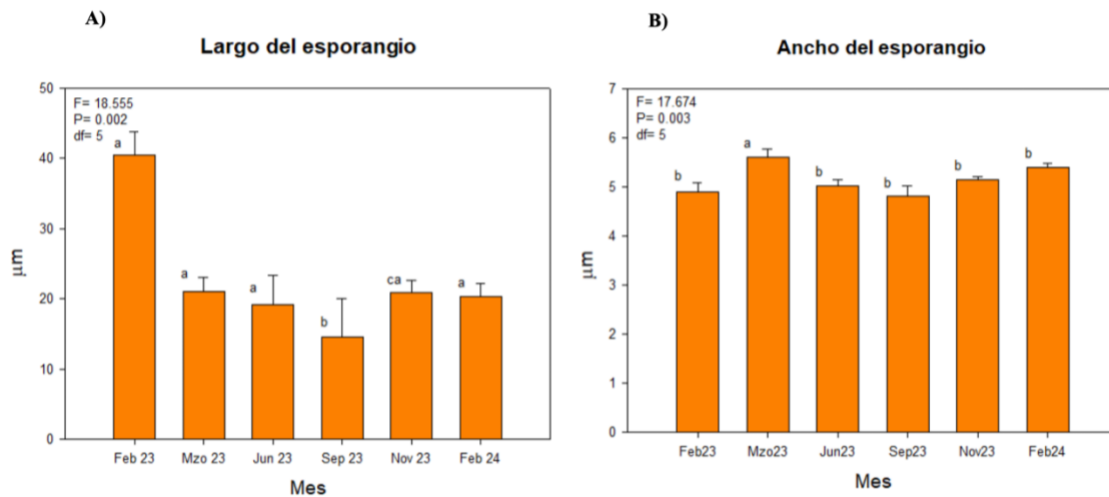 A)
Largo del esporangio
50
40
30
20
10
0
µm
F= 18.555
P= 0.002
df= 5
a
a
a
b
ca
a
Feb 23
Mzo 23
Jun 23
Sep 23
Nov 23
Feb 24
Mes
B)
Ancho del esporangio
7
6
5
4
3
2
1
0
µm
F= 17.674
P= 0.003
df= 5
b
a
b
b
b
b
Feb23
Mzo23
Jun23
Sep23
Nov23
Feb24
Mes